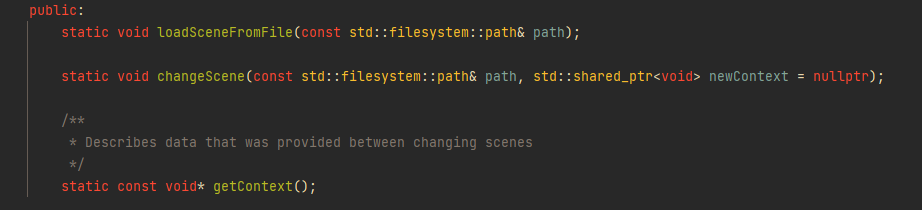 public:
static void loadSceneFromFile(const std::filesystem::path& path);
static void changeScene(const std::filesystem::path& path, std::shared_ptr<void> newContext = nullptr);
/**
* Describes data that was provided between changing scenes
*/
static const void* getContext();